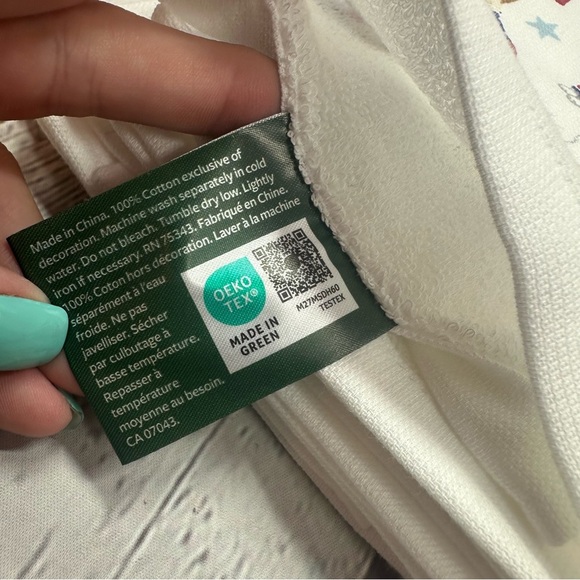 Made in China. 100% Cotton exclusive of
decoration. Machine wash separately in cold
water. Do not bleach. Tumble dry low. Lightly
Iron if necessary. RN 75343. Fabriqué en Chine.
100% Coton hors décoration. Laver à la machine
séparément à l'eau
froide. Ne pas
javelliser. Sécher
par culbutage à
basse température.
Repasser à
température
moyenne au besoin.
CA 07043.
OEKO
TEX®
MADE IN
GREEN
M27MSDH60
TESTEX